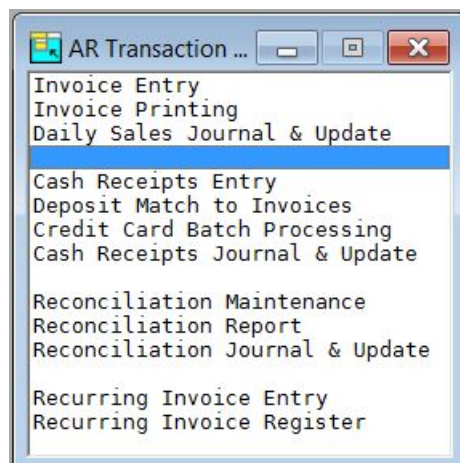 AR Transaction ...
Invoice Entry
Invoice Printing
Daily Sales Journal & Update
Cash Receipts Entry
Deposit Match to Invoices
Credit Card Batch Processing
Cash Receipts Journal & Update
Reconciliation Maintenance
Reconciliation Report
Reconciliation Journal & Update
Recurring Invoice Entry
Recurring Invoice Register